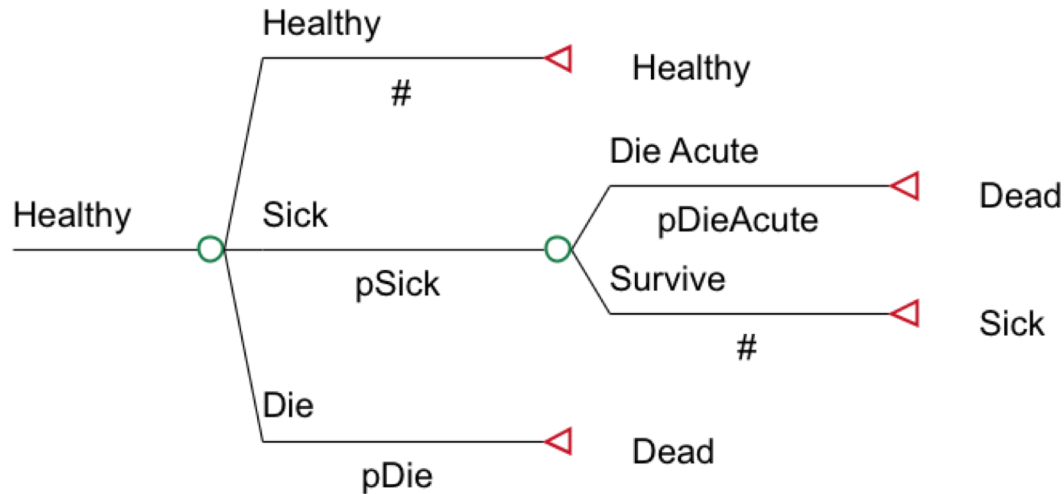 Healthy
Healthy
#
Healthy
Die Acute
pDieAcute
Dead
Sick
pSick
Survive
#
Sick
Die
pDie
Dead